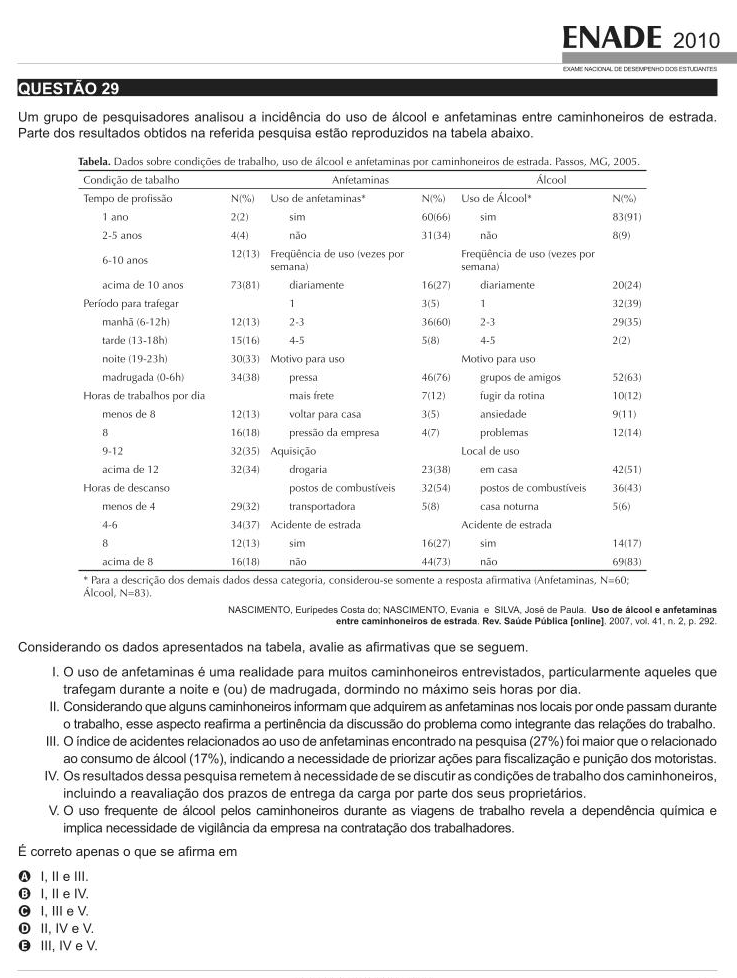 ENADE 2010
EXAME NACIONAL DE DESEMPENHO DOS ESTUDANTES
QUESTÃO 29
Um grupo de pesquisadores analisou a incidência do uso de álcool e anfetaminas entre caminhoneiros de estrada.
Parte dos resultados obtidos na referida pesquisa estão reproduzidos na tabela abaixo.
Tabela. Dados sobre condições de trabalho, uso de álcool e anfetaminas por caminhoneiros de estrada. Passos, MG, 2005.
Condição de tabalho Anfetaminas Álcool
Tempo de profissão N(%) Uso de anfetaminas* N(%) Uso de Álcool* N(%)
1 ano 2(2) sim 60(66) sim 83(91)
2-5 anos 4(4) não 31(34) não 8(9)
6-10 anos 12(13) Freqüência de uso (vezes por semana) Freqüência de uso (vezes por semana)
acima de 10 anos 73(81) diariamente 16(27) diariamente 20(24)
Período para trafegar 1 3(5) 1 32(39)
manhã (6-12h) 12(13) 2-3 36(60) 2-3 29(35)
tarde (13-18h) 15(16) 4-5 5(8) 4-5 2(2)
noite (19-23h) 30(33) Motivo para uso Motivo para uso
madrugada (0-6h) 34(38) pressa 46(76) grupos de amigos 52(63)
Horas de trabalhos por dia mais frete 7(12) fugir da rotina 10(12)
menos de 8 12(13) voltar para casa 3(5) ansiedade 9(11)
8 16(18) pressão da empresa 4(7) problemas 12(14)
9-12 32(35) Aquisição Local de uso
acima de 12 32(34) drogaria 23(38) em casa 42(51)
Horas de descanso postos de combustíveis 32(54) postos de combustíveis 36(43)
menos de 4 29(32) transportadora 5(8) casa noturna 5(6)
4-6 34(37) Acidente de estrada Acidente de estrada
8 12(13) sim 16(27) sim 14(17)
acima de 8 16(18) não 44(73) não 69(83)
* Para a descrição dos demais dados dessa categoria, considerou-se somente a resposta afirmativa (Anfetaminas, N=60;
Álcool, N=83).
NASCIMENTO, Eurípedes Costa do; NASCIMENTO, Evania e SILVA, José de Paula. Uso de álcool e anfetaminas
entre caminhoneiros de estrada. Rev. Saúde Pública [online]. 2007, vol. 41, n. 2, p. 292.
Considerando os dados apresentados na tabela, avalie as afirmativas que se seguem.
I. O uso de anfetaminas é uma realidade para muitos caminhoneiros entrevistados, particularmente aqueles que
trafegam durante a noite e (ou) de madrugada, dormindo no máximo seis horas por dia.
II. Considerando que alguns caminhoneiros informam que adquirem as anfetaminas nos locais por onde passam durante
o trabalho, esse aspecto reafirma a pertinência da discussão do problema como integrante das relações do trabalho.
III. O índice de acidentes relacionados ao uso de anfetaminas encontrado na pesquisa (27%) foi maior que o relacionado
ao consumo de álcool (17%), indicando a necessidade de priorizar ações para fiscalização e punição dos motoristas.
IV. Os resultados dessa pesquisa remetem à necessidade de se discutir as condições de trabalho dos caminhoneiros,
incluindo a reavaliação dos prazos de entrega da carga por parte dos seus proprietários.
V. O uso frequente de álcool pelos caminhoneiros durante as viagens de trabalho revela a dependência química e
implica necessidade de vigilância da empresa na contratação dos trabalhadores.
É correto apenas o que se afirma em
A I, II e III.
B I, II e IV.
C I, III e V.
D II, IV e V.
E III, IV e V.